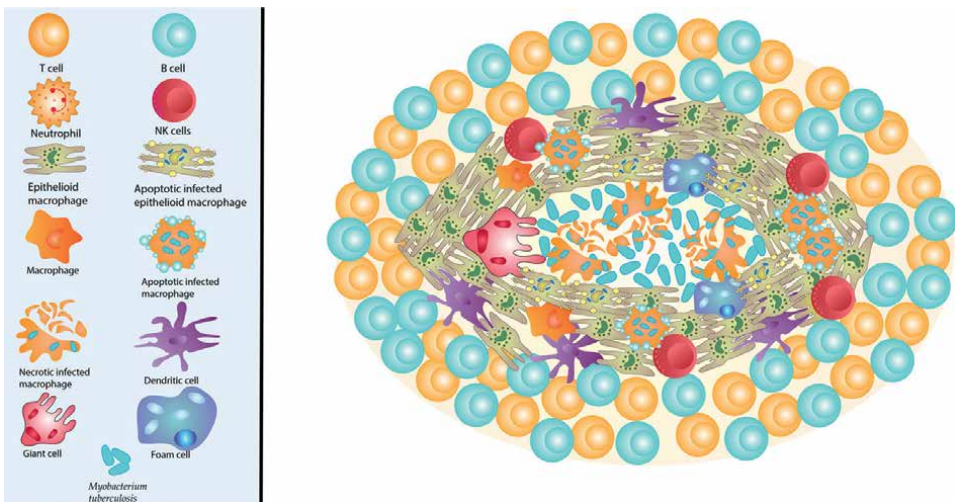 T cell
B cell
Neutrophil
NK cells
Epithelioid
macrophage
Apoptotic infected
epithelioid macrophage
Macrophage
Apoptotic infected
macrophage
Necrotic infected
macrophage
Dendritic cell
Giant cell
Foam cell
Myobacterium
tuberculosis